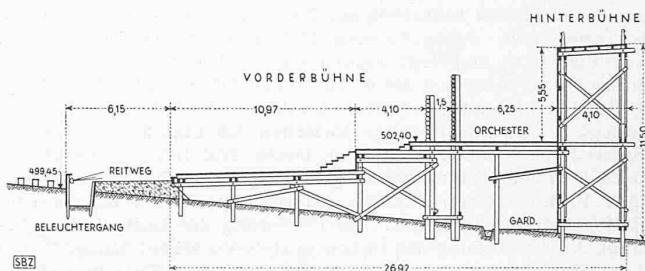 HINTERBÜHNE
VORDERBÜHNE
6,15
10,97
4,10
1,5
6,25
5,55
4,10
11,50
502,40
ORCHESTER
499,45
REITWEG
BELEUCHTERGANG
GARD.
SBZ
26,92